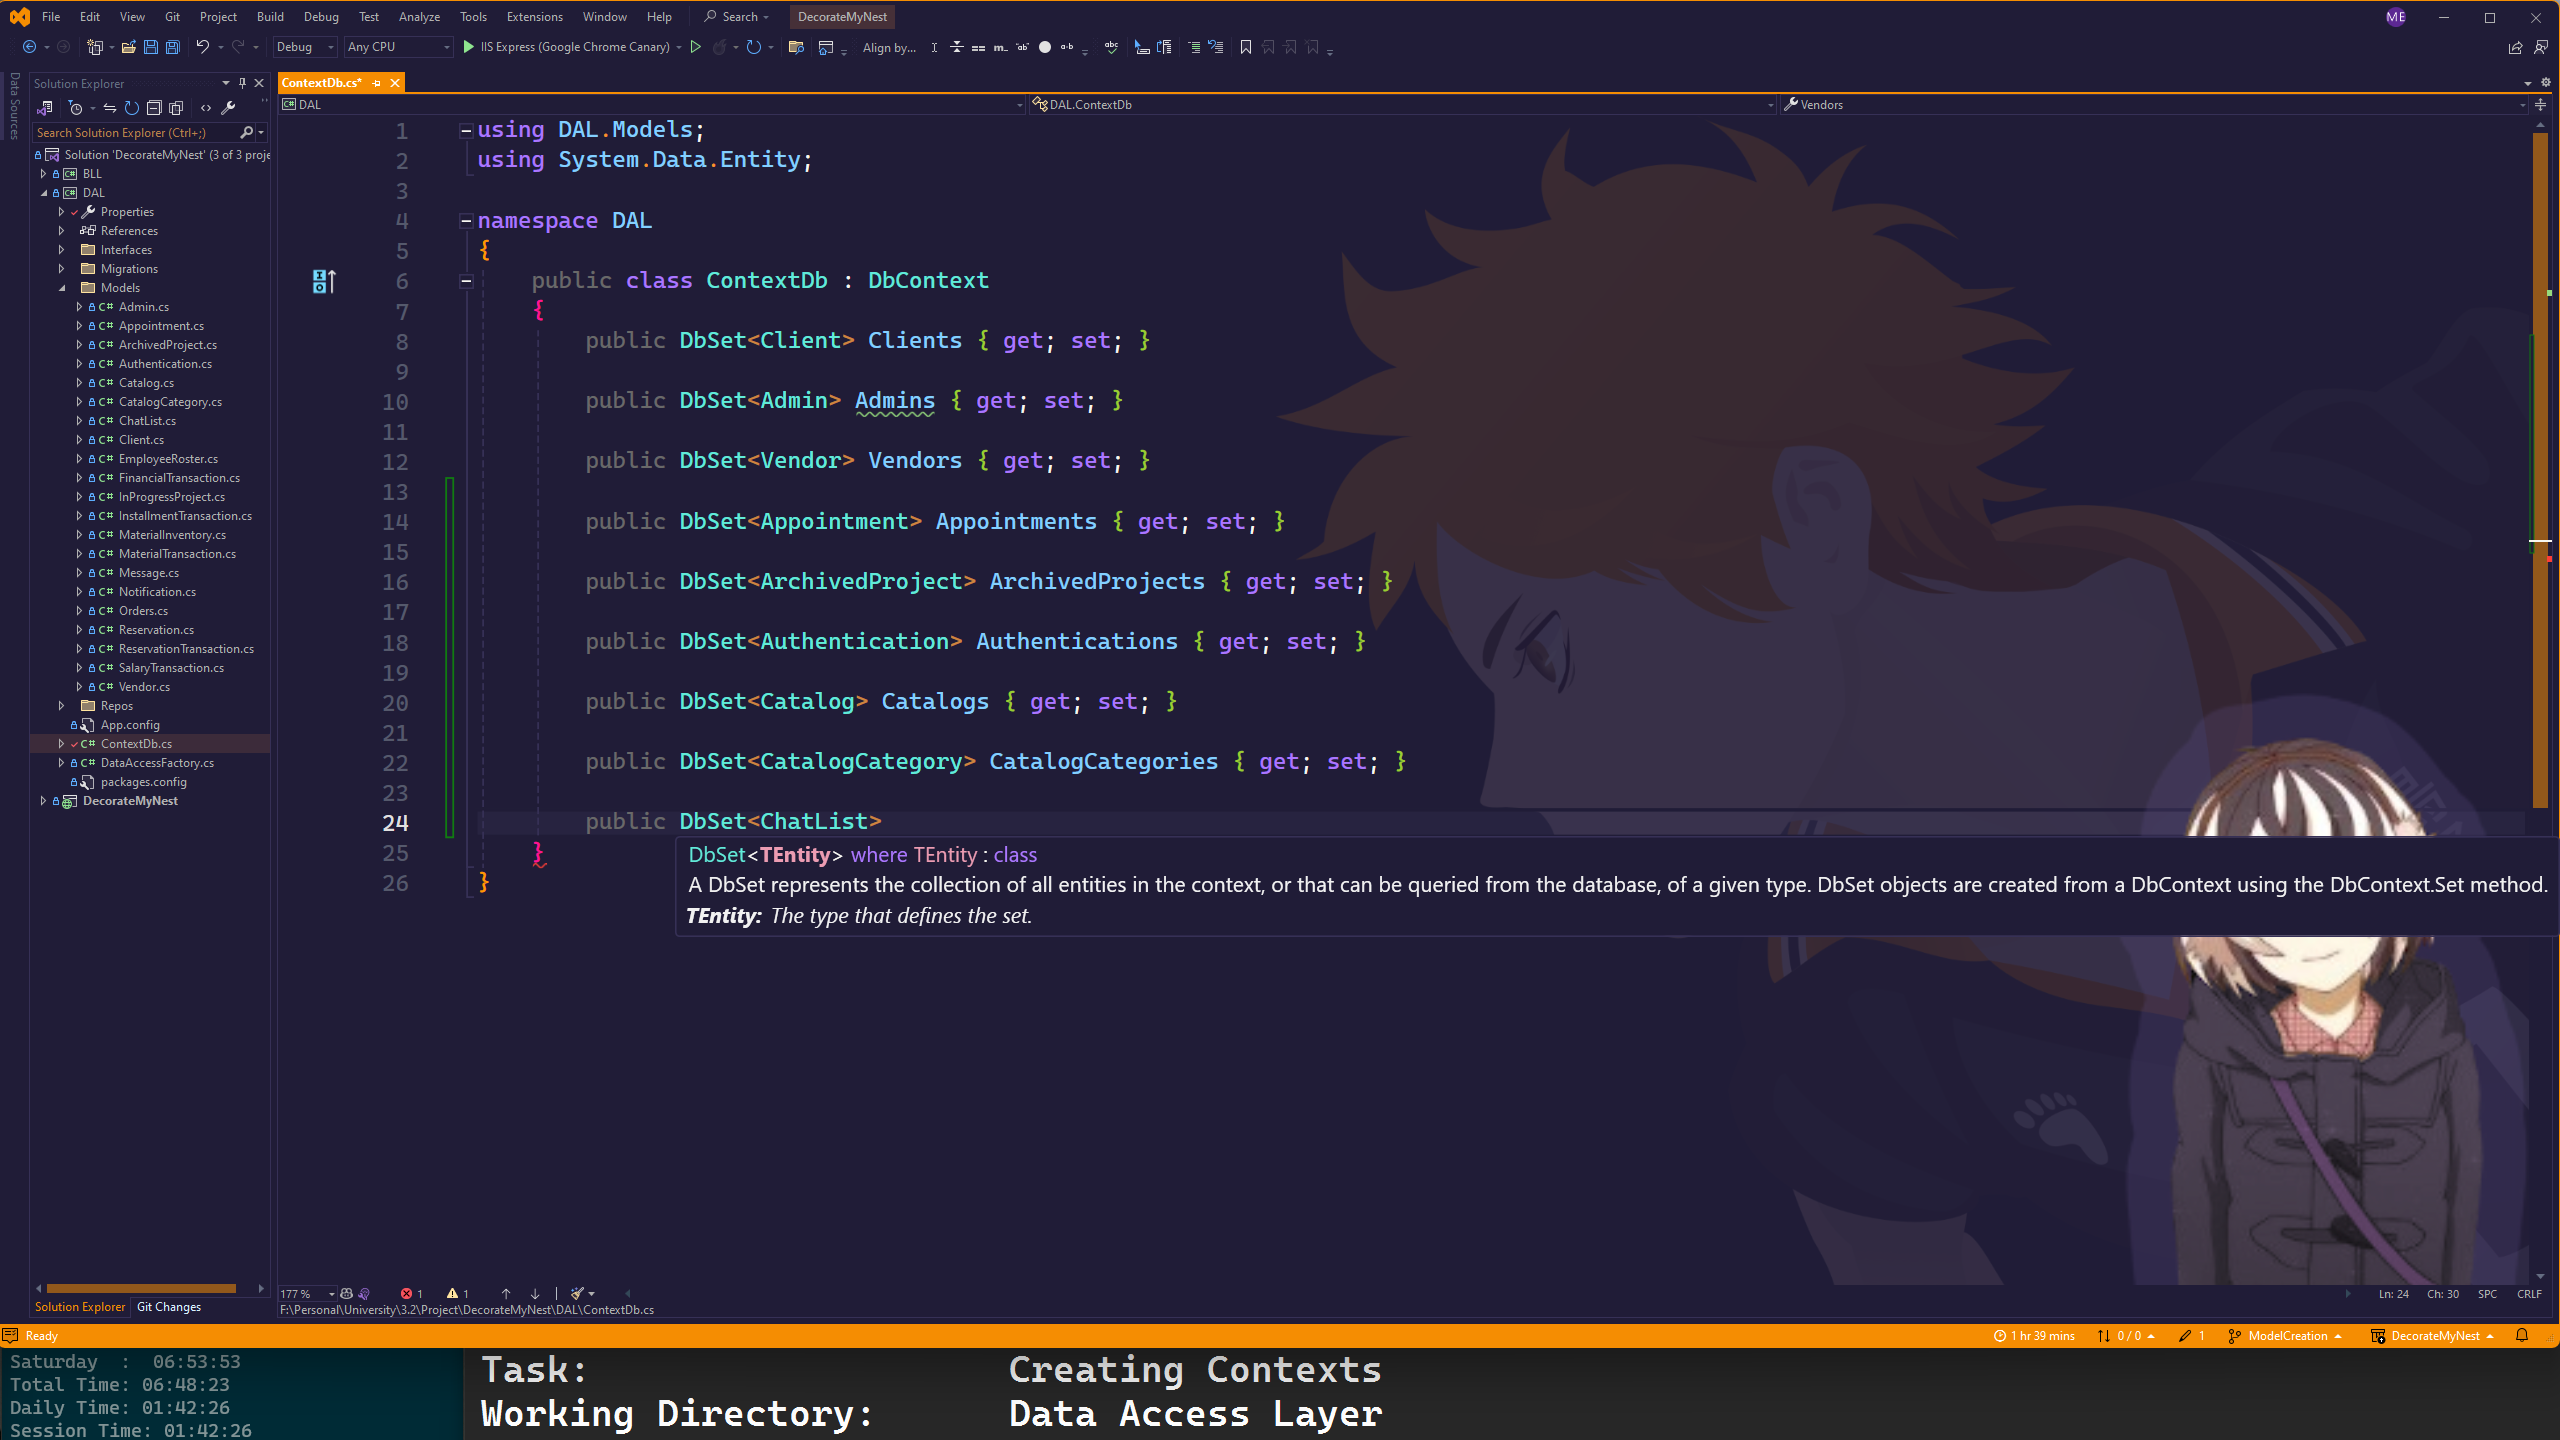 File Edit View Git Project Build Debug Test Analyze Tools Extensions Window Help Search DecorateMyNest ME
Debug Any CPU IIS Express (Google Chrome Canary) Align by...
Data Sources
Solution Explorer
Search Solution Explorer (Ctrl+;)
Solution 'DecorateMyNest' (3 of 3 proje
BLL
DAL
Properties
References
Interfaces
Migrations
Models
C# Admin.cs
C# Appointment.cs
C# ArchivedProject.cs
C# Authentication.cs
C# Catalog.cs
C# CatalogCategory.cs
C# ChatList.cs
C# Client.cs
C# EmployeeRoster.cs
C# FinancialTransaction.cs
C# InProgressProject.cs
C# InstallmentTransaction.cs
C# MaterialInventory.cs
C# MaterialTransaction.cs
C# Message.cs
C# Notification.cs
C# Orders.cs
C# Reservation.cs
C# ReservationTransaction.cs
C# SalaryTransaction.cs
C# Vendor.cs
Repos
App.config
C# ContextDb.cs
C# DataAccessFactory.cs
packages.config
DecorateMyNest
Solution Explorer Git Changes
ContextDb.cs*
DAL DAL.ContextDb Vendors
1 using DAL.Models;
2 using System.Data.Entity;
3
4 namespace DAL
5 {
6 public class ContextDb : DbContext
7 {
8 public DbSet<Client> Clients { get; set; }
9
10 public DbSet<Admin> Admins { get; set; }
11
12 public DbSet<Vendor> Vendors { get; set; }
13
14 public DbSet<Appointment> Appointments { get; set; }
15
16 public DbSet<ArchivedProject> ArchivedProjects { get; set; }
17
18 public DbSet<Authentication> Authentications { get; set; }
19
20 public DbSet<Catalog> Catalogs { get; set; }
21
22 public DbSet<CatalogCategory> CatalogCategories { get; set; }
23
24 public DbSet<ChatList>
25 }
26 }
DbSet<TEntity> where TEntity : class
A DbSet represents the collection of all entities in the context, or that can be queried from the database, of a given type. DbSet objects are created from a DbContext using the DbContext.Set method.
TEntity: The type that defines the set.
177 % 1 1 Ln: 24 Ch: 30 SPC CRLF
F:\Personal\University\3.2\Project\DecorateMyNest\DAL\ContextDb.cs
Ready 1 hr 39 mins 0 / 0 1 ModelCreation DecorateMyNest
Saturday : 06:53:53
Total Time: 06:48:23
Daily Time: 01:42:26
Session Time: 01:42:26
Task: Creating Contexts
Working Directory: Data Access Layer